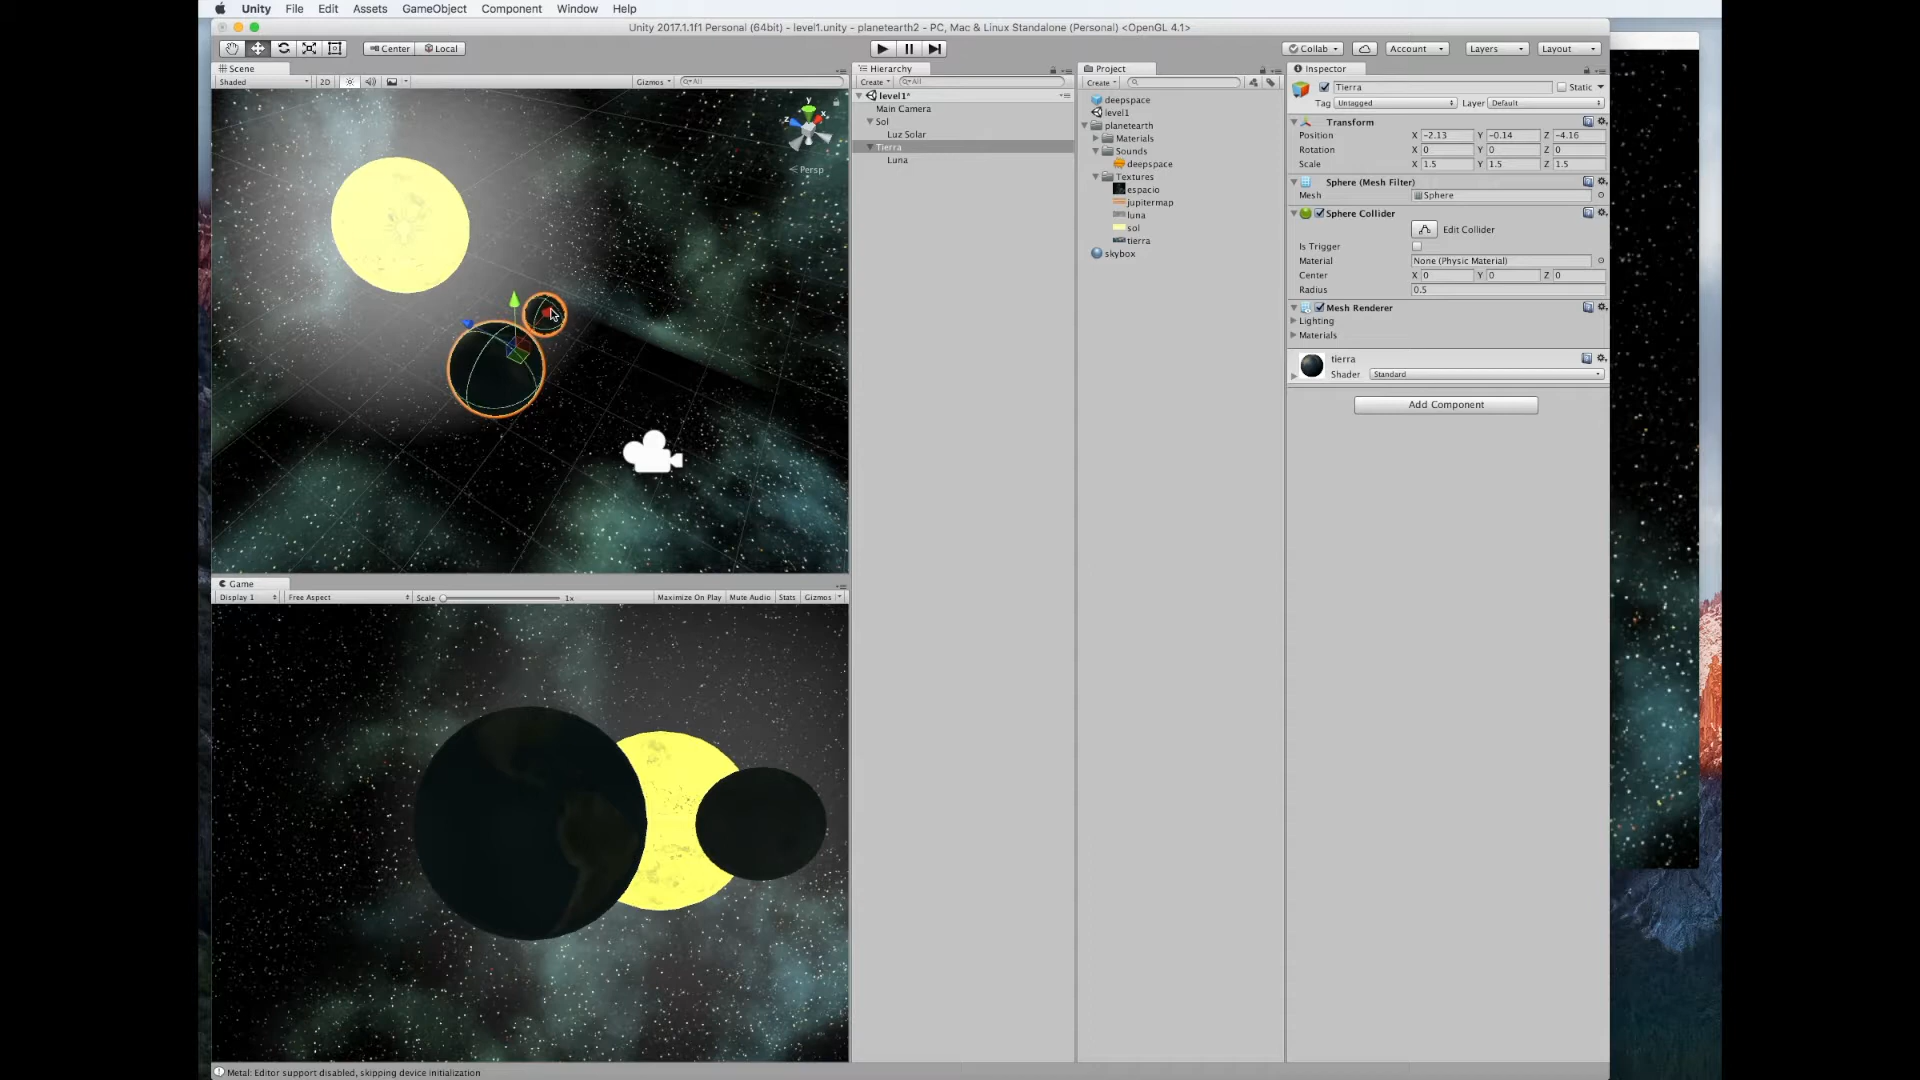 Unity File Edit Assets GameObject Component Window Help
Unity 2017.1.1f1 Personal (64bit) - level1.unity - planetearth2 - PC, Mac & Linux Standalone (Personal) <OpenGL 4.1>
Center Local Collab Account Layers Layout
Scene
Shaded 2D Gizmos All
y
x
z
Persp
Game
Display 1 Free Aspect Scale 1x Maximize On Play Mute Audio Stats Gizmos
Hierarchy
Create All
level1*
Main Camera
Sol
Luz Solar
Tierra
Luna
Project
Create
deepspace
level1
planetearth
Materials
Sounds
deepspace
Textures
espacio
jupitermap
luna
sol
tierra
skybox
Inspector
Tierra Static
Tag Untagged Layer Default
Transform
Position X -2.13 Y -0.14 Z -4.16
Rotation X 0 Y 0 Z 0
Scale X 1.5 Y 1.5 Z 1.5
Sphere (Mesh Filter)
Mesh Sphere
Sphere Collider
Edit Collider
Is Trigger
Material None (Physic Material)
Center X 0 Y 0 Z 0
Radius 0.5
Mesh Renderer
Lighting
Materials
tierra
Shader Standard
Add Component
Metal: Editor support disabled, skipping device initialization